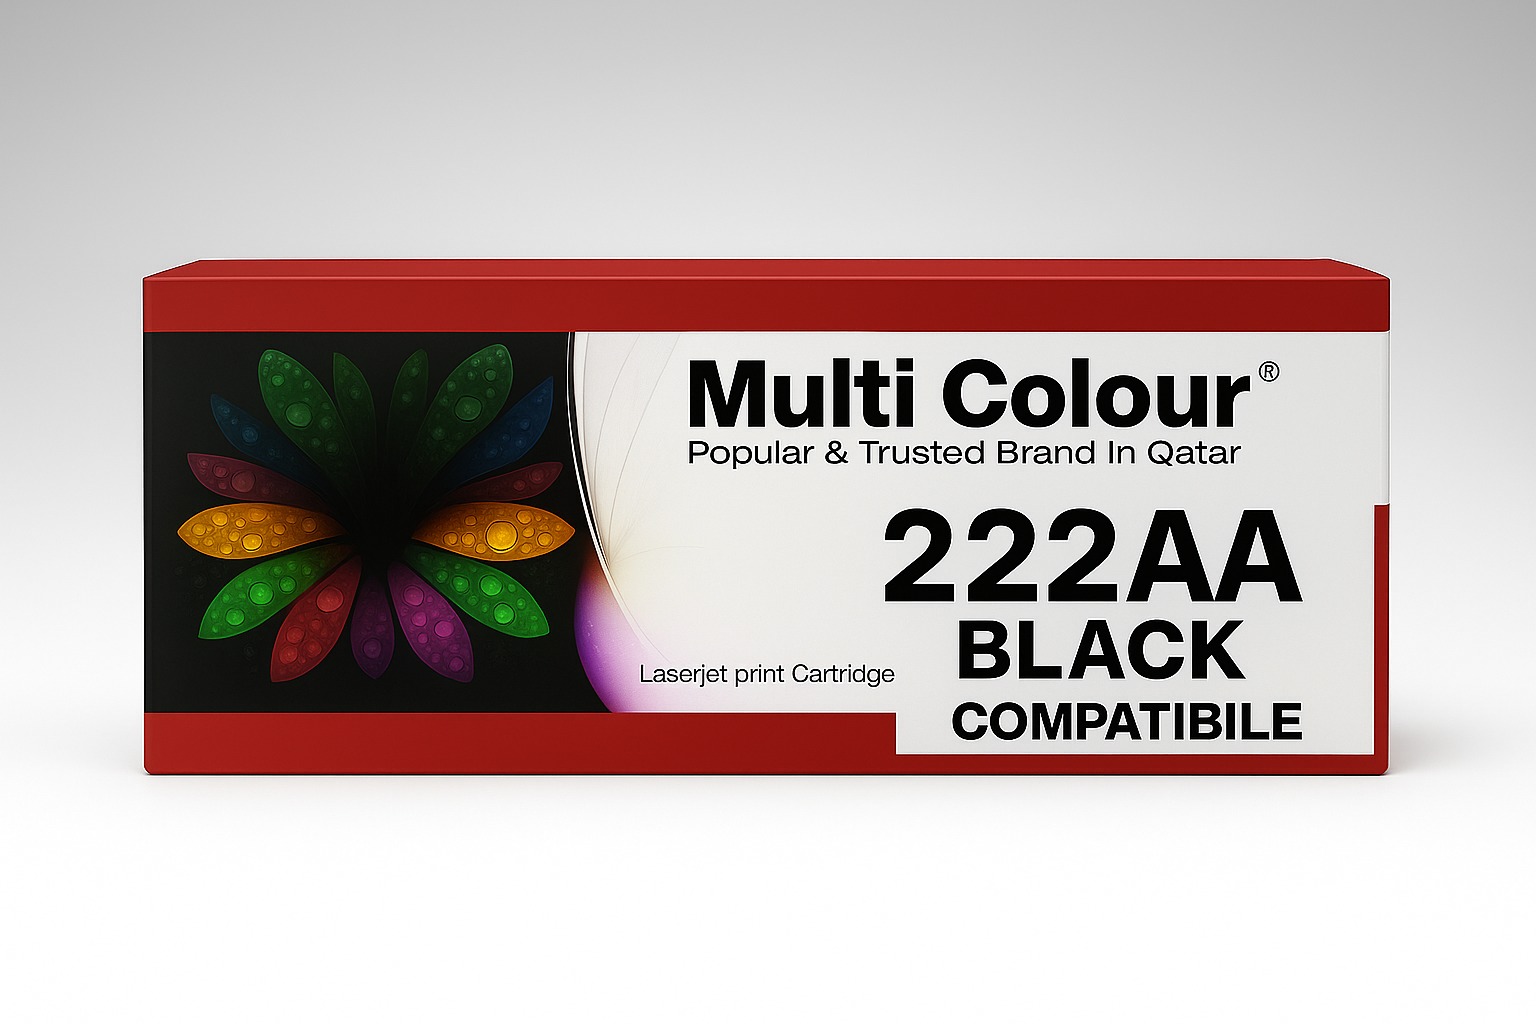 Multi Colour®
Popular & Trusted Brand In Qatar
222AA
BLACK
Laserjet print Cartridge
COMPATIBILE